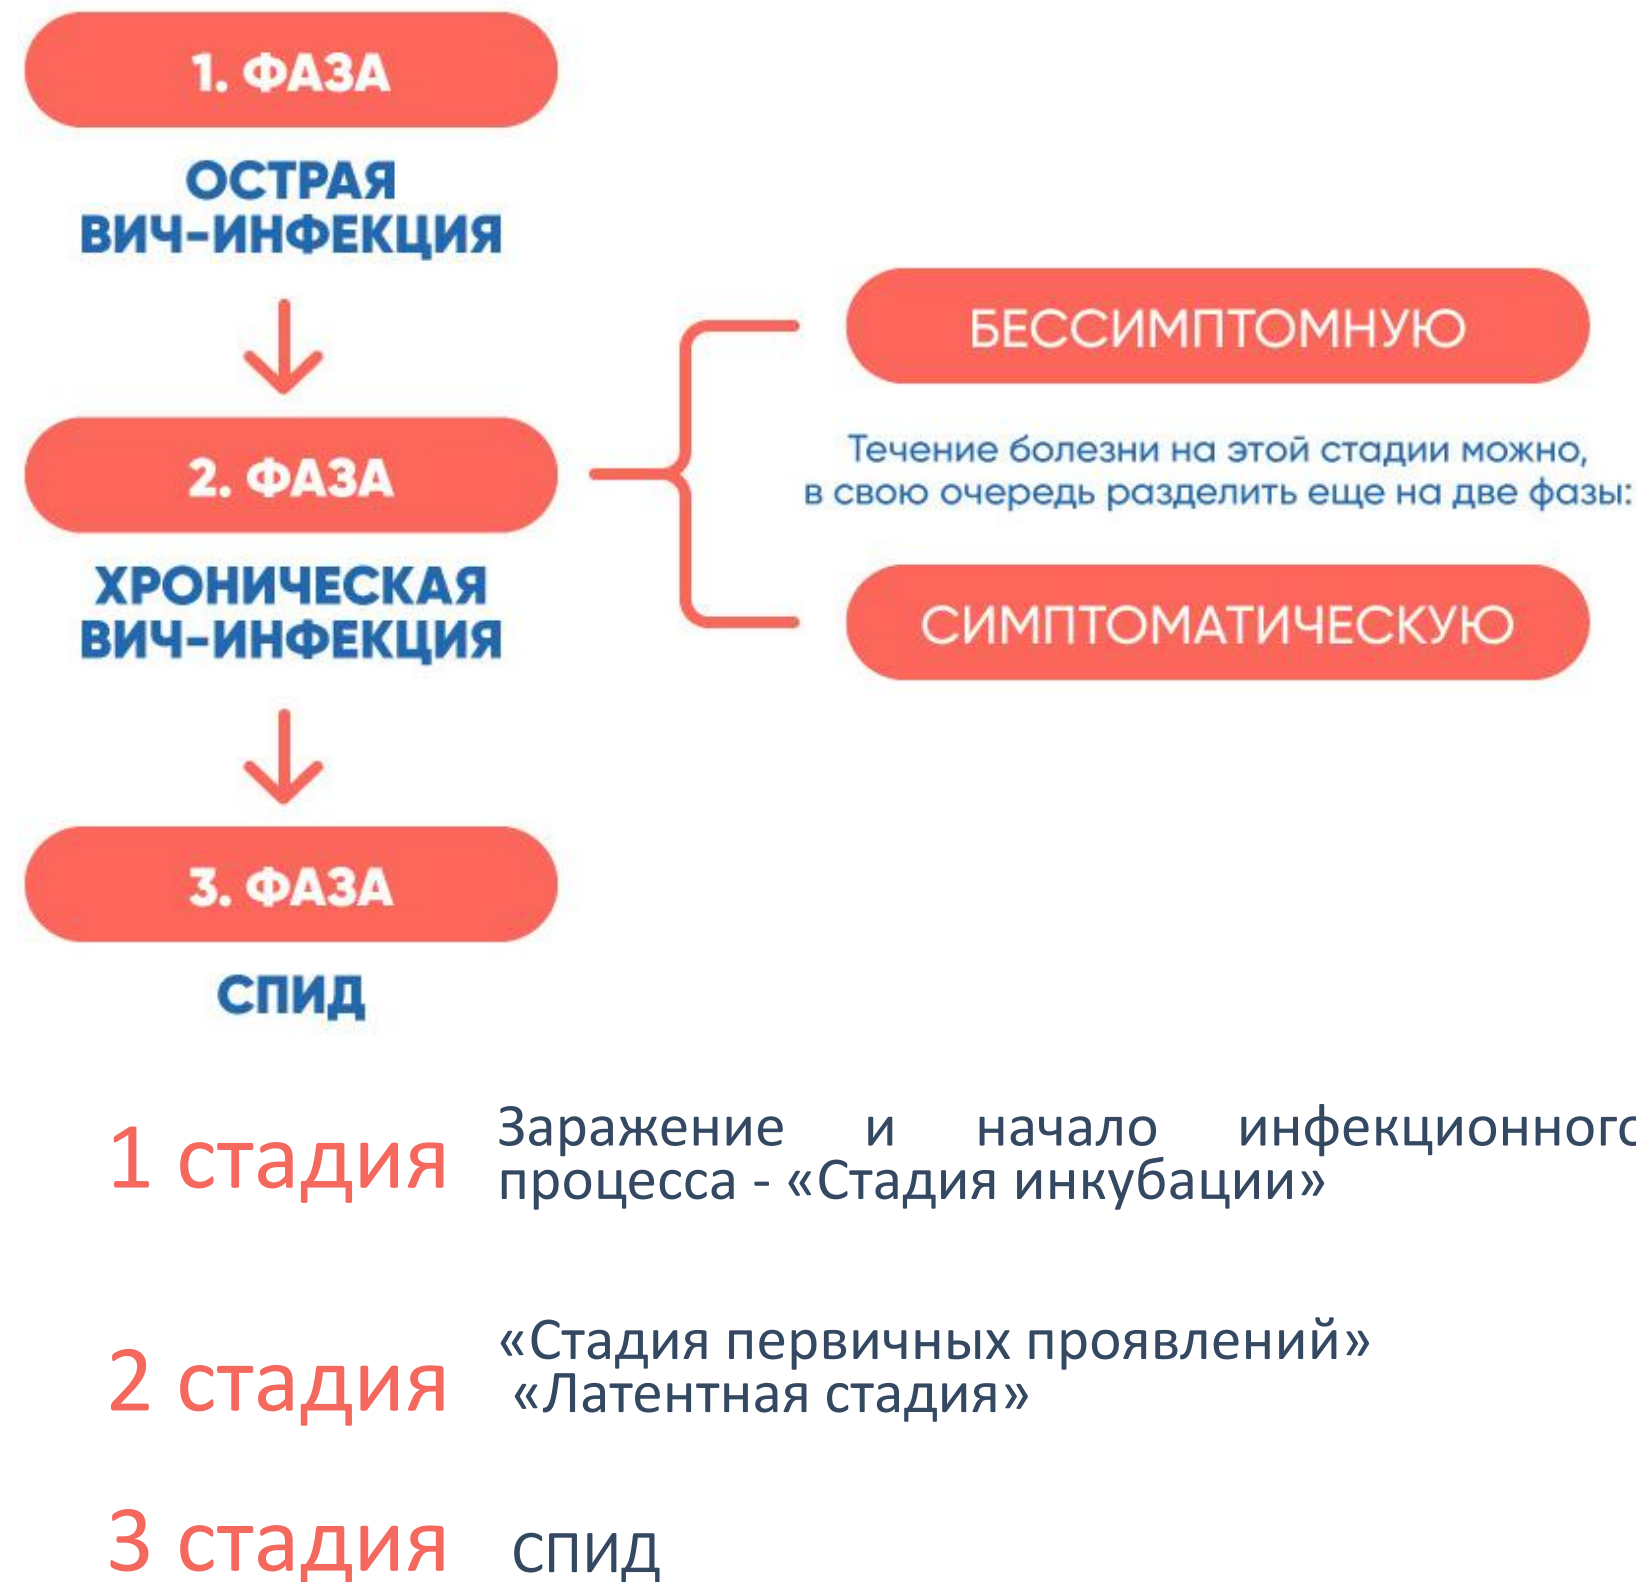 1. ФАЗА
ОСТРАЯ
ВИЧ-ИНФЕКЦИЯ
2. ФАЗА
ХРОНИЧЕСКАЯ
ВИЧ-ИНФЕКЦИЯ
БЕССИМПТОМНУЮ
Течение болезни на этой стадии можно,
в свою очередь разделить еще на две фазы:
СИМПТОМАТИЧЕСКУЮ
3. ФАЗА
СПИД
1 стадия
Заражение и начало инфекционного
процесса - «Стадия инкубации»
2 стадия
«Стадия первичных проявлений»
«Латентная стадия»
3 стадия
СПИД